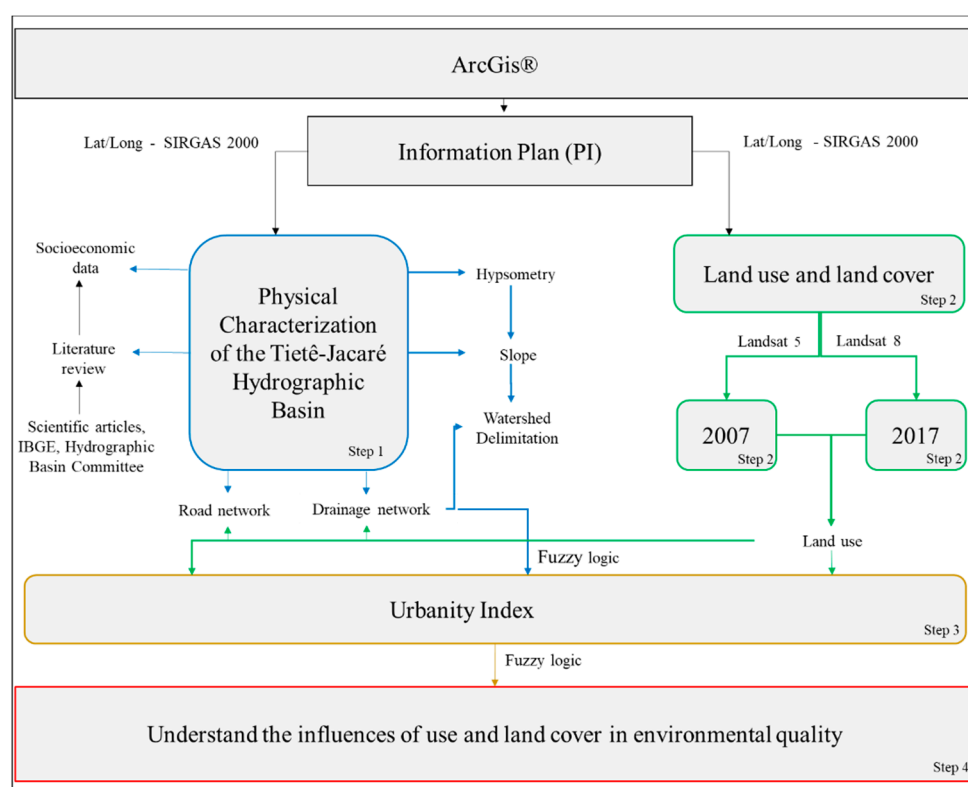 ArcGis®
Information Plan (PI)
Lat/Long - SIRGAS 2000
Lat/Long - SIRGAS 2000
Socioeconomic
data
Literature
review
Scientific articles,
IBGE, Hydrographic
Basin Committee
Physical
Characterization
of the Tietê-Jacaré
Hydrographic
Basin
Step 1
Hypsometry
Slope
Watershed
Delimitation
Road network
Drainage network
Land use and land cover
Step 2
Landsat 5
Landsat 8
2007
Step 2
2017
Step 2
Land use
Fuzzy logic
Urbanity Index
Step 3
Fuzzy logic
Understand the influences of use and land cover in environmental quality
Step 4